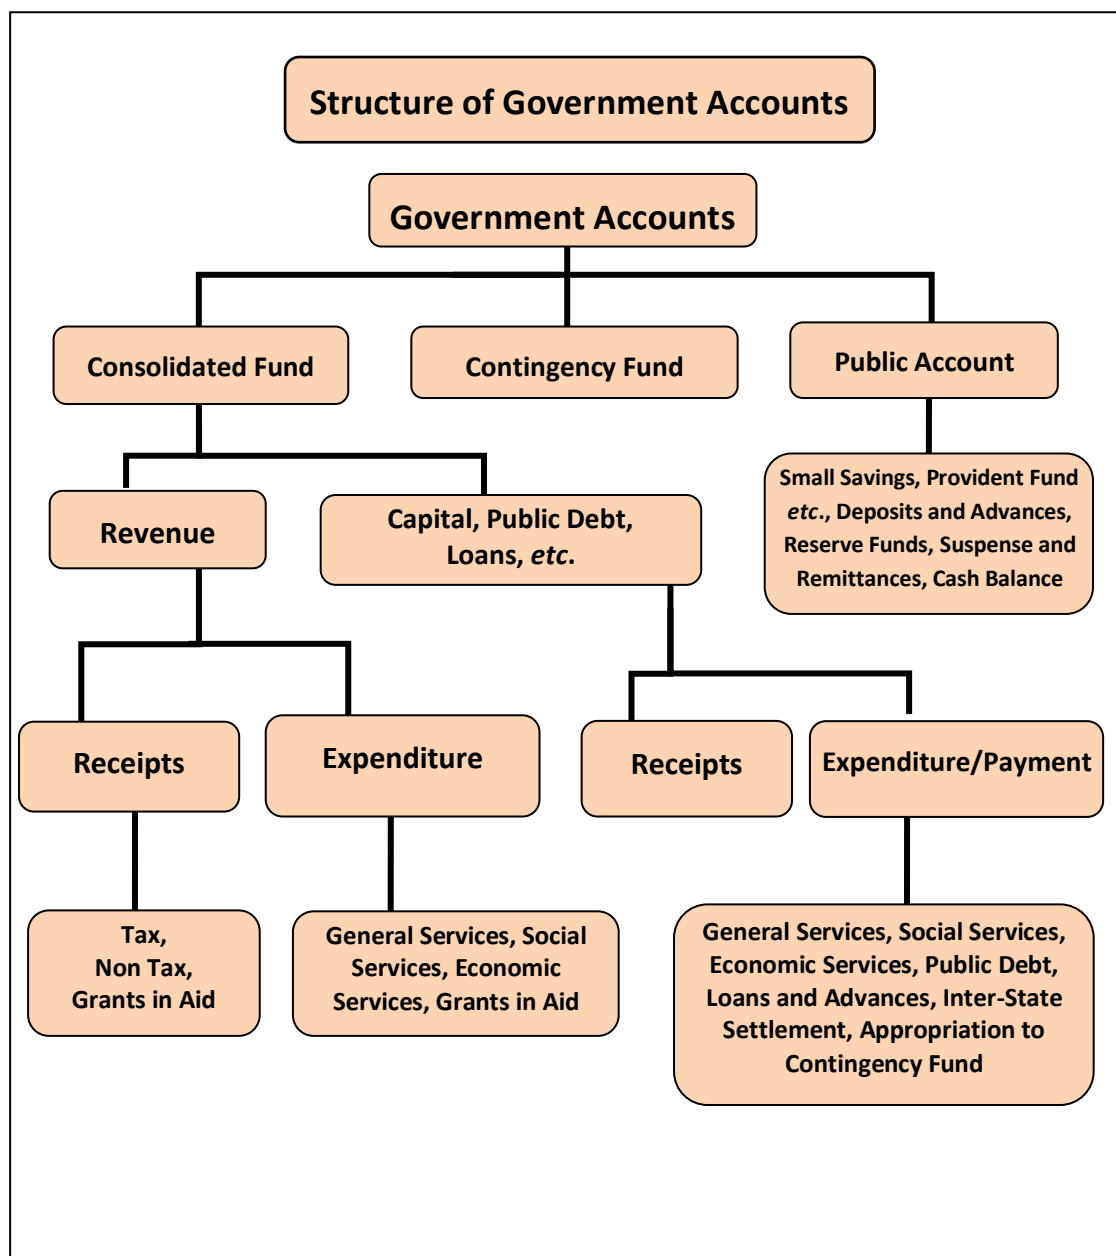 Structure of Government Accounts
Government Accounts
Consolidated Fund
Contingency Fund
Public Account
Small Savings, Provident Fund
etc., Deposits and Advances,
Reserve Funds, Suspense and
Remittances, Cash Balance
Revenue
Capital, Public Debt,
Loans, etc.
Receipts
Expenditure
Receipts
Expenditure/Payment
Tax,
Non Tax,
Grants in Aid
General Services, Social
Services, Economic
Services, Grants in Aid
General Services, Social Services,
Economic Services, Public Debt,
Loans and Advances, Inter-State
Settlement, Appropriation to
Contingency Fund